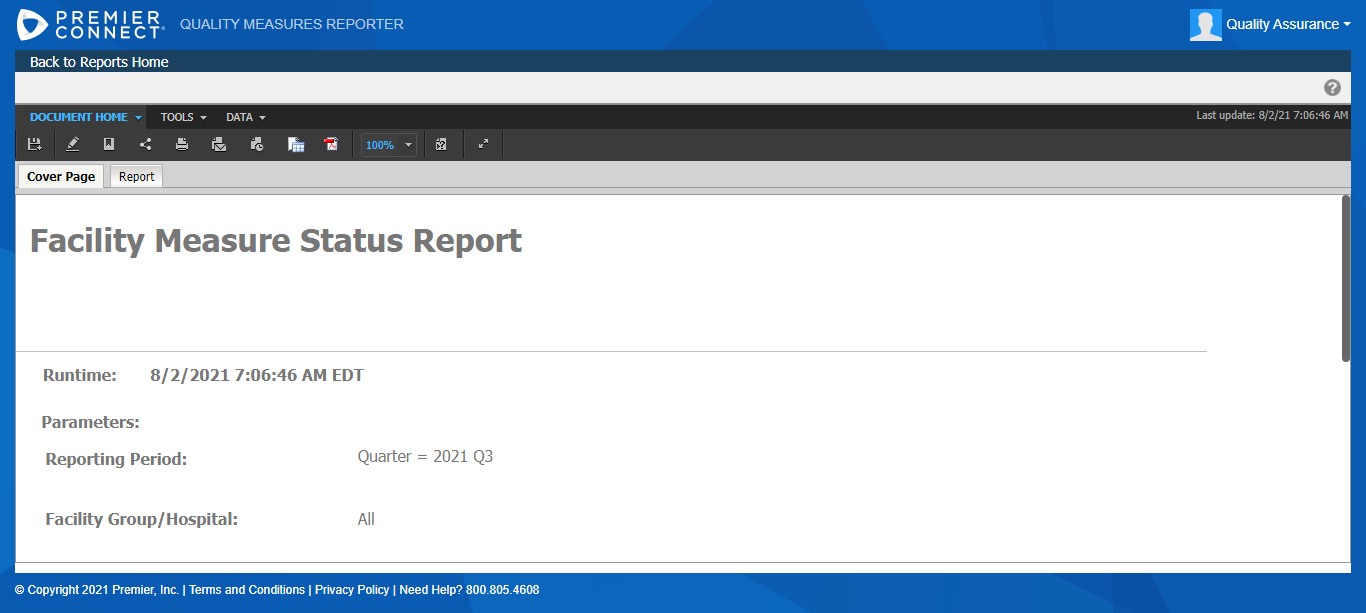 PREMIER CONNECT® QUALITY MEASURES REPORTER
Quality Assurance
Back to Reports Home
?
DOCUMENT HOME TOOLS DATA
Last update: 8/2/21 7:06:46 AM
100%
Cover Page Report
Facility Measure Status Report
Runtime: 8/2/2021 7:06:46 AM EDT
Parameters:
Reporting Period: Quarter = 2021 Q3
Facility Group/Hospital: All
© Copyright 2021 Premier, Inc. | Terms and Conditions | Privacy Policy | Need Help? 800.805.4608